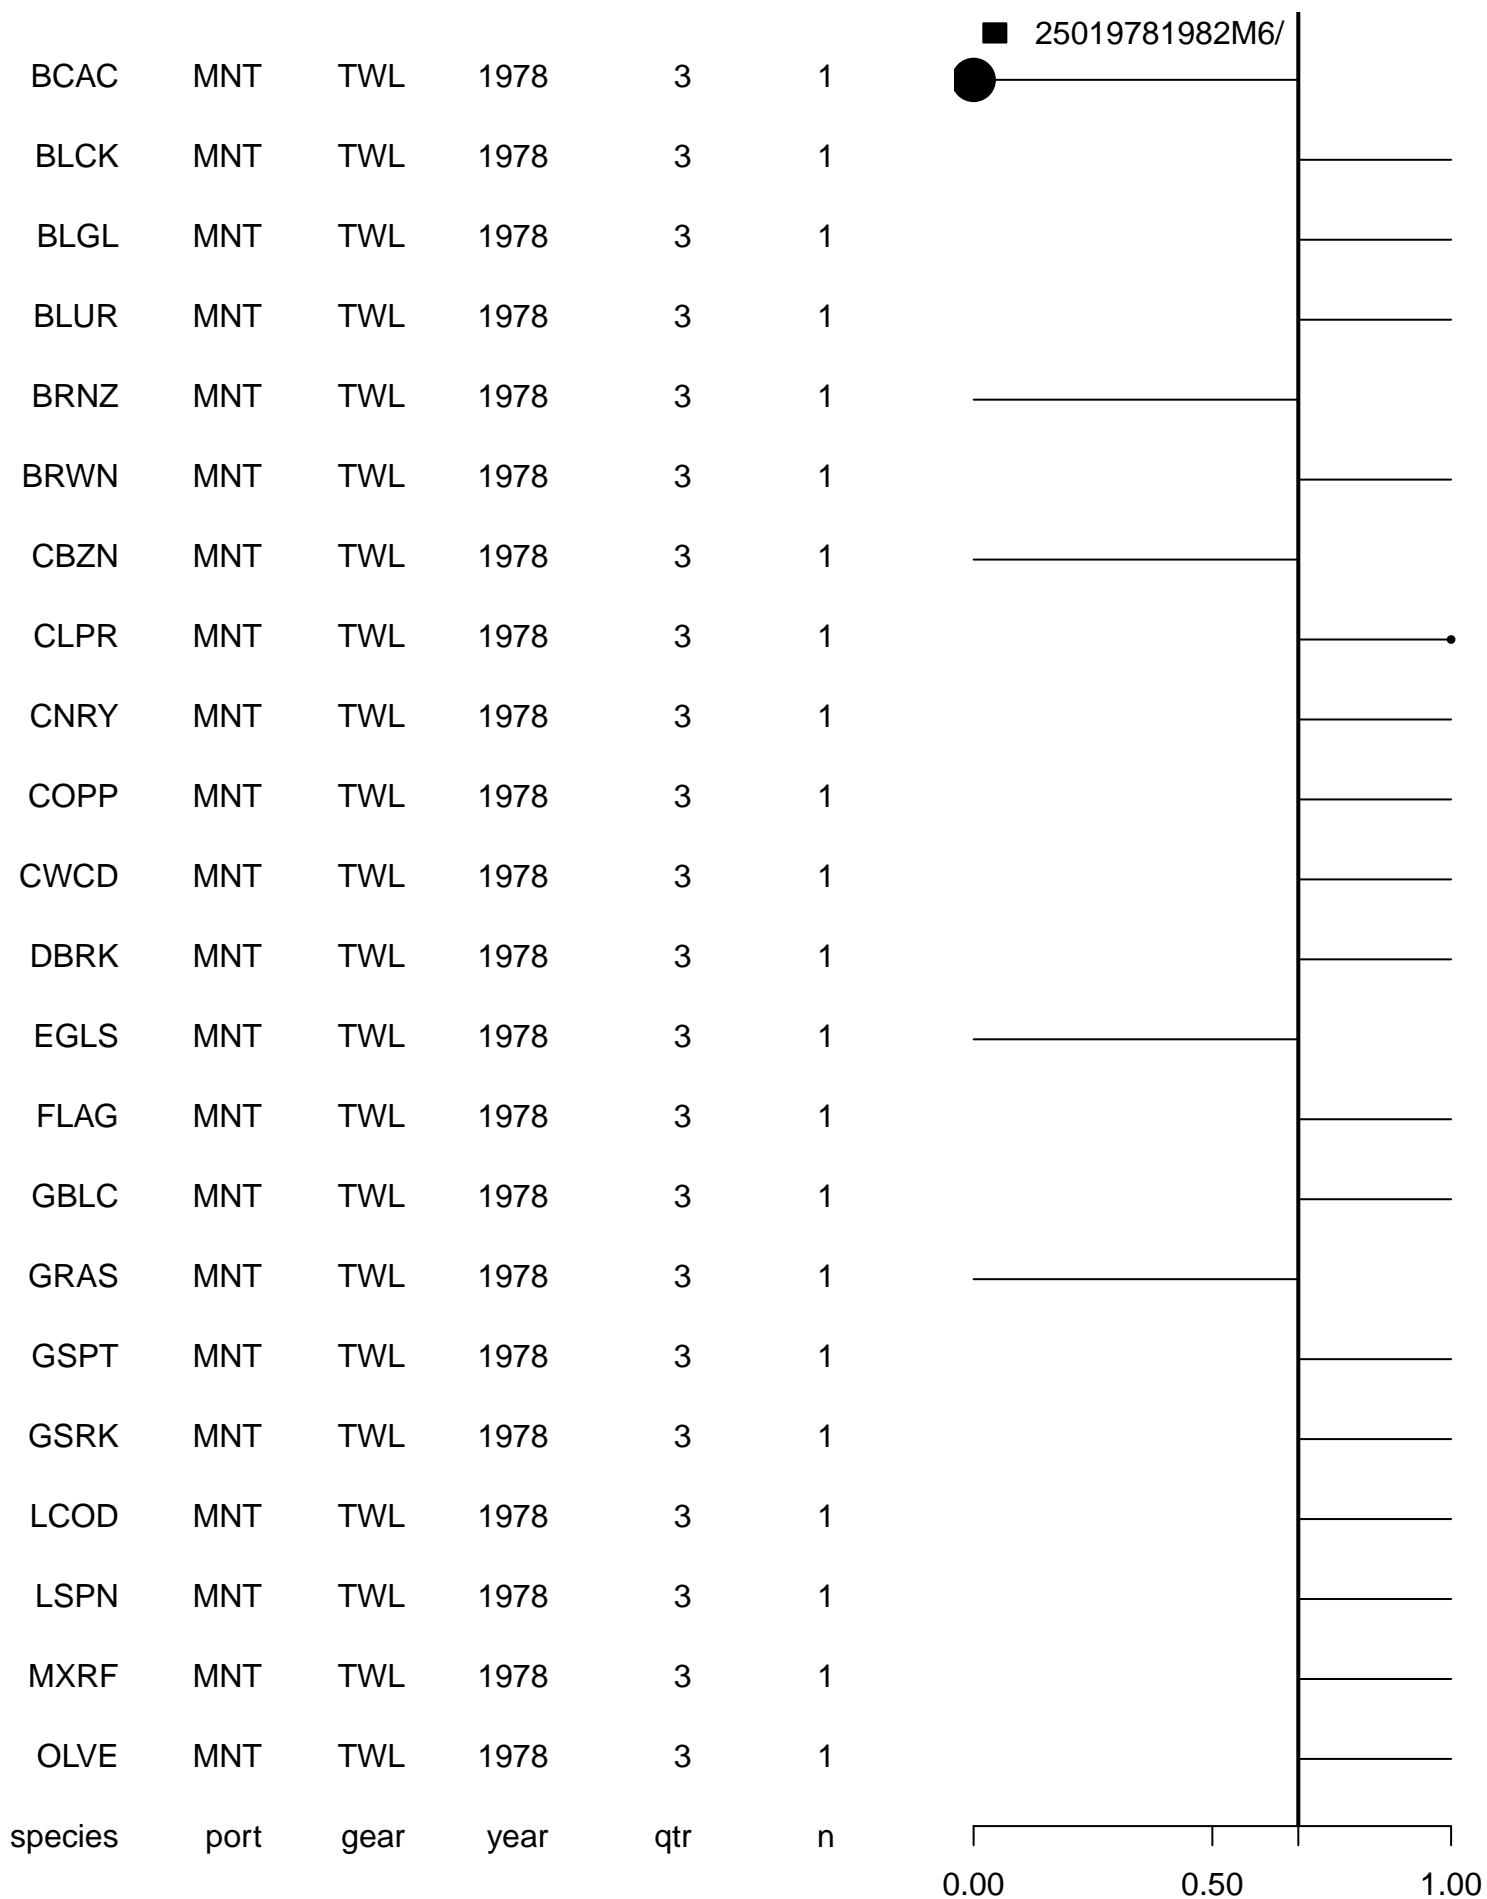 25019781982M6/
BCAC MNT TWL 1978 3 1
BLCK MNT TWL 1978 3 1
BLGL MNT TWL 1978 3 1
BLUR MNT TWL 1978 3 1
BRNZ MNT TWL 1978 3 1
BRWN MNT TWL 1978 3 1
CBZN MNT TWL 1978 3 1
CLPR MNT TWL 1978 3 1
CNRY MNT TWL 1978 3 1
COPP MNT TWL 1978 3 1
CWCD MNT TWL 1978 3 1
DBRK MNT TWL 1978 3 1
EGLS MNT TWL 1978 3 1
FLAG MNT TWL 1978 3 1
GBLC MNT TWL 1978 3 1
GRAS MNT TWL 1978 3 1
GSPT MNT TWL 1978 3 1
GSRK MNT TWL 1978 3 1
LCOD MNT TWL 1978 3 1
LSPN MNT TWL 1978 3 1
MXRF MNT TWL 1978 3 1
OLVE MNT TWL 1978 3 1
species port gear year qtr n
0.00 0.50 1.00